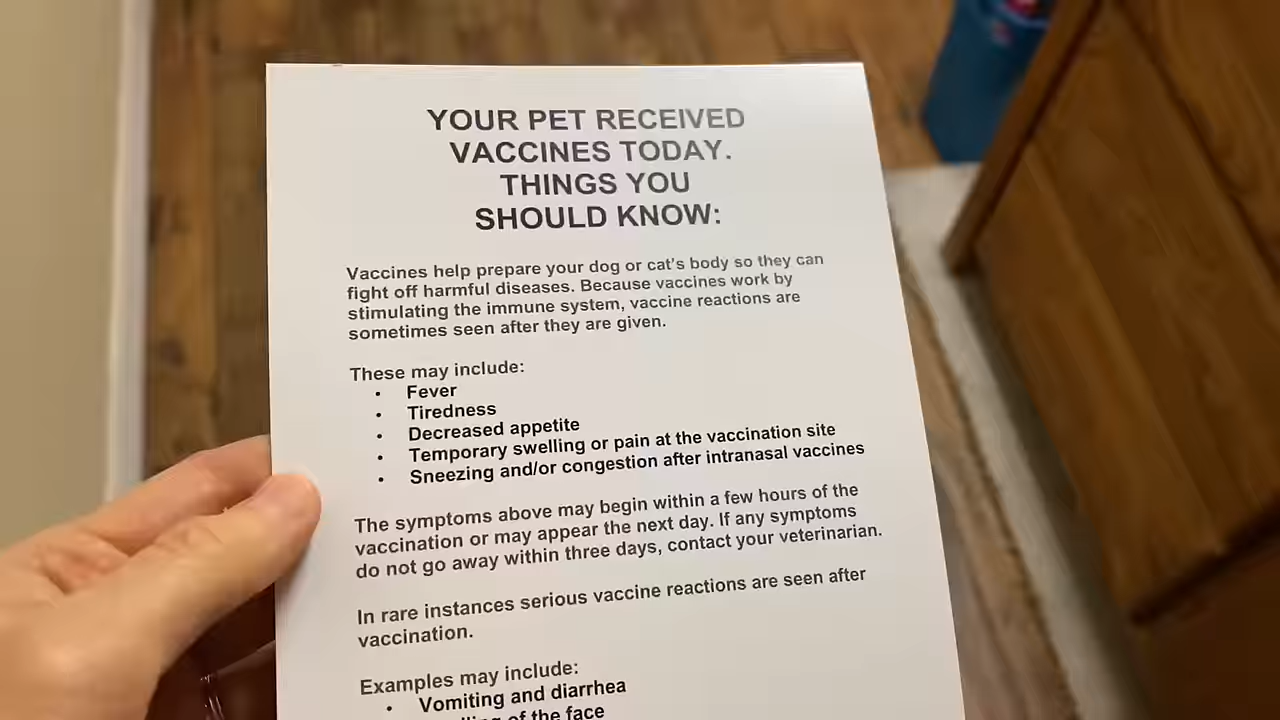 YOUR PET RECEIVED
VACCINES TODAY.
THINGS YOU
SHOULD KNOW:
Vaccines help prepare your dog or cat's body so they can
fight off harmful diseases. Because vaccines work by
stimulating the immune system, vaccine reactions are
sometimes seen after they are given.
These may include:
• Fever
• Tiredness
• Decreased appetite
• Temporary swelling or pain at the vaccination site
• Sneezing and/or congestion after intranasal vaccines
The symptoms above may begin within a few hours of the
vaccination or may appear the next day. If any symptoms
do not go away within three days, contact your veterinarian.
In rare instances serious vaccine reactions are seen after
vaccination.
Examples may include:
• Vomiting and diarrhea
of the face